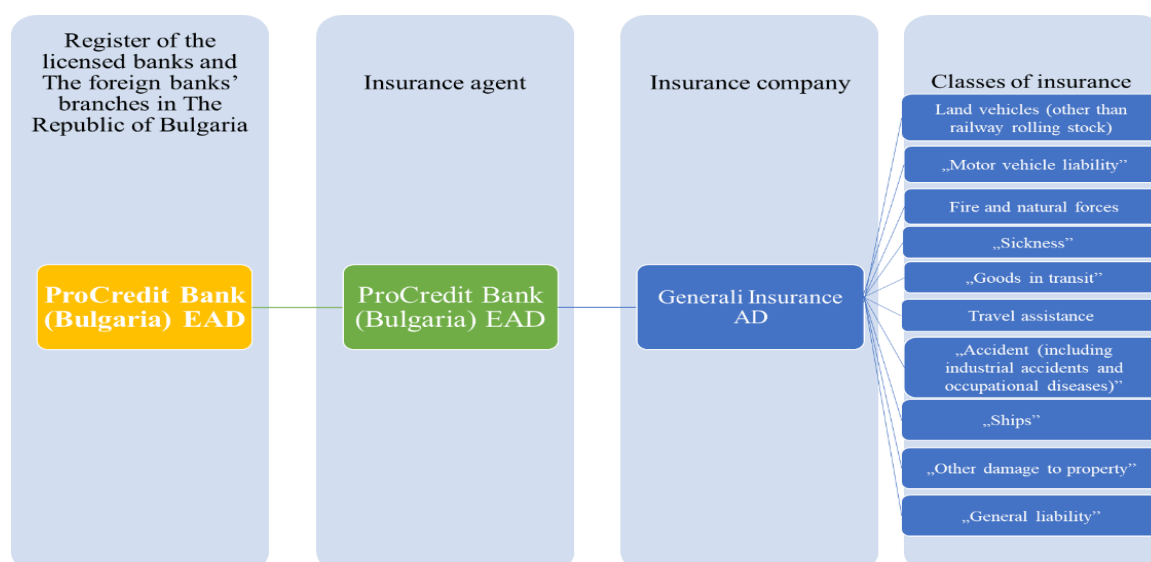 Register of the
licensed banks and
The foreign banks'
branches in The
Republic of Bulgaria
ProCredit Bank
(Bulgaria) EAD
Insurance agent
ProCredit Bank
(Bulgaria) EAD
Insurance company
Generali Insurance
AD
Classes of insurance
Land vehicles (other than
railway rolling stock)
„Motor vehicle liability”
Fire and natural forces
„Sickness”
„Goods in transit”
Travel assistance
„Accident (including
industrial accidents and
occupational diseases)”
„Ships”
„Other damage to property”
„General liability”